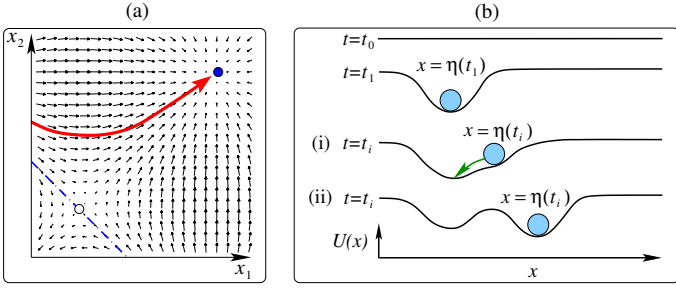 (a)
x₂
x₁
(b)
t=t₀
t=t₁
x = η(t₁)
(i)
t=tᵢ
x = η(tᵢ)
(ii)
t=tᵢ
x = η(tᵢ)
U(x)
x